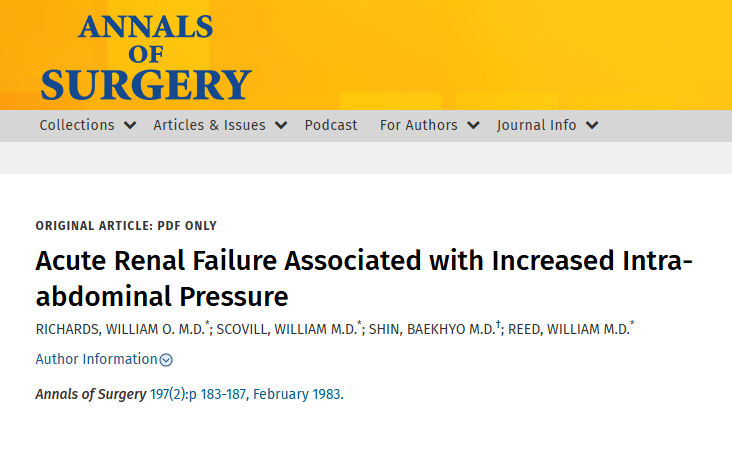 ANNALS
OF
SURGERY
Collections Articles & Issues Podcast For Authors Journal Info
ORIGINAL ARTICLE: PDF ONLY
Acute Renal Failure Associated with Increased Intra-
abdominal Pressure
RICHARDS, WILLIAM O. M.D.*; SCOVILL, WILLIAM M.D.*; SHIN, BAEKHYO M.D.†; REED, WILLIAM M.D.*
Author Information
Annals of Surgery 197(2):p 183-187, February 1983.